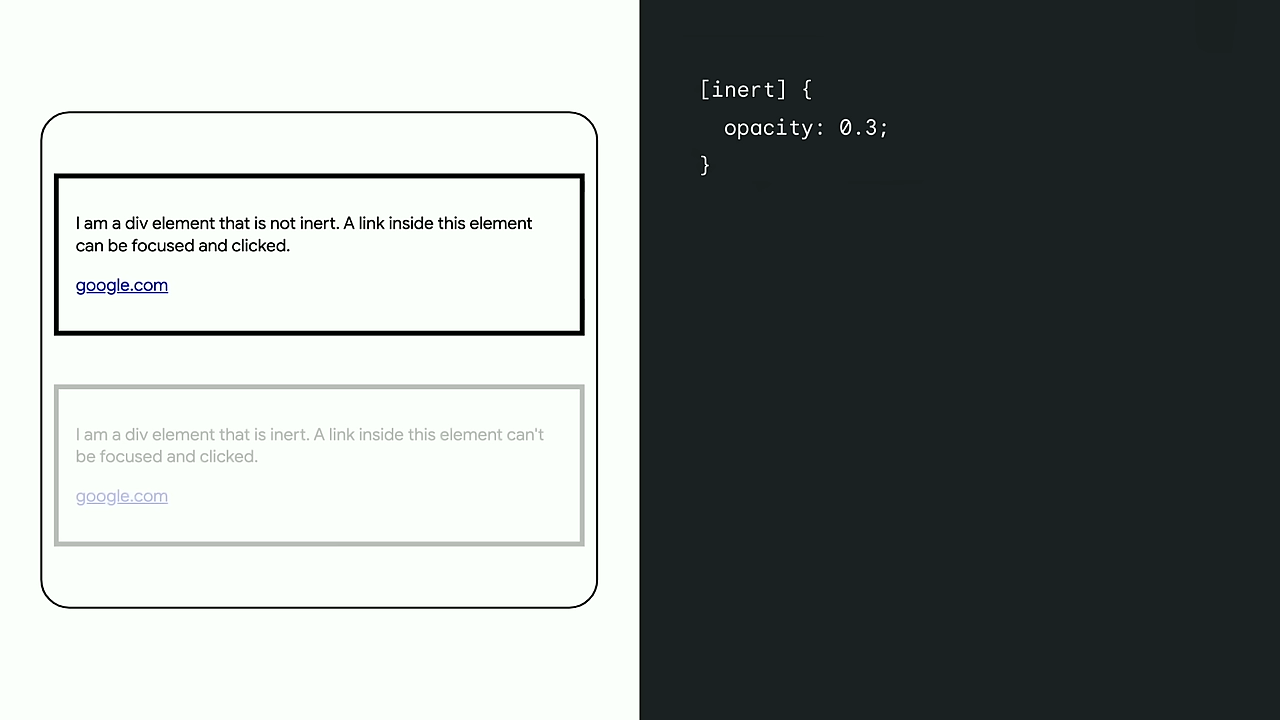 I am a div element that is not inert. A link inside this element
can be focused and clicked.
google.com
I am a div element that is inert. A link inside this element can't
be focused and clicked.
google.com
[inert] {
  opacity: 0.3;
}